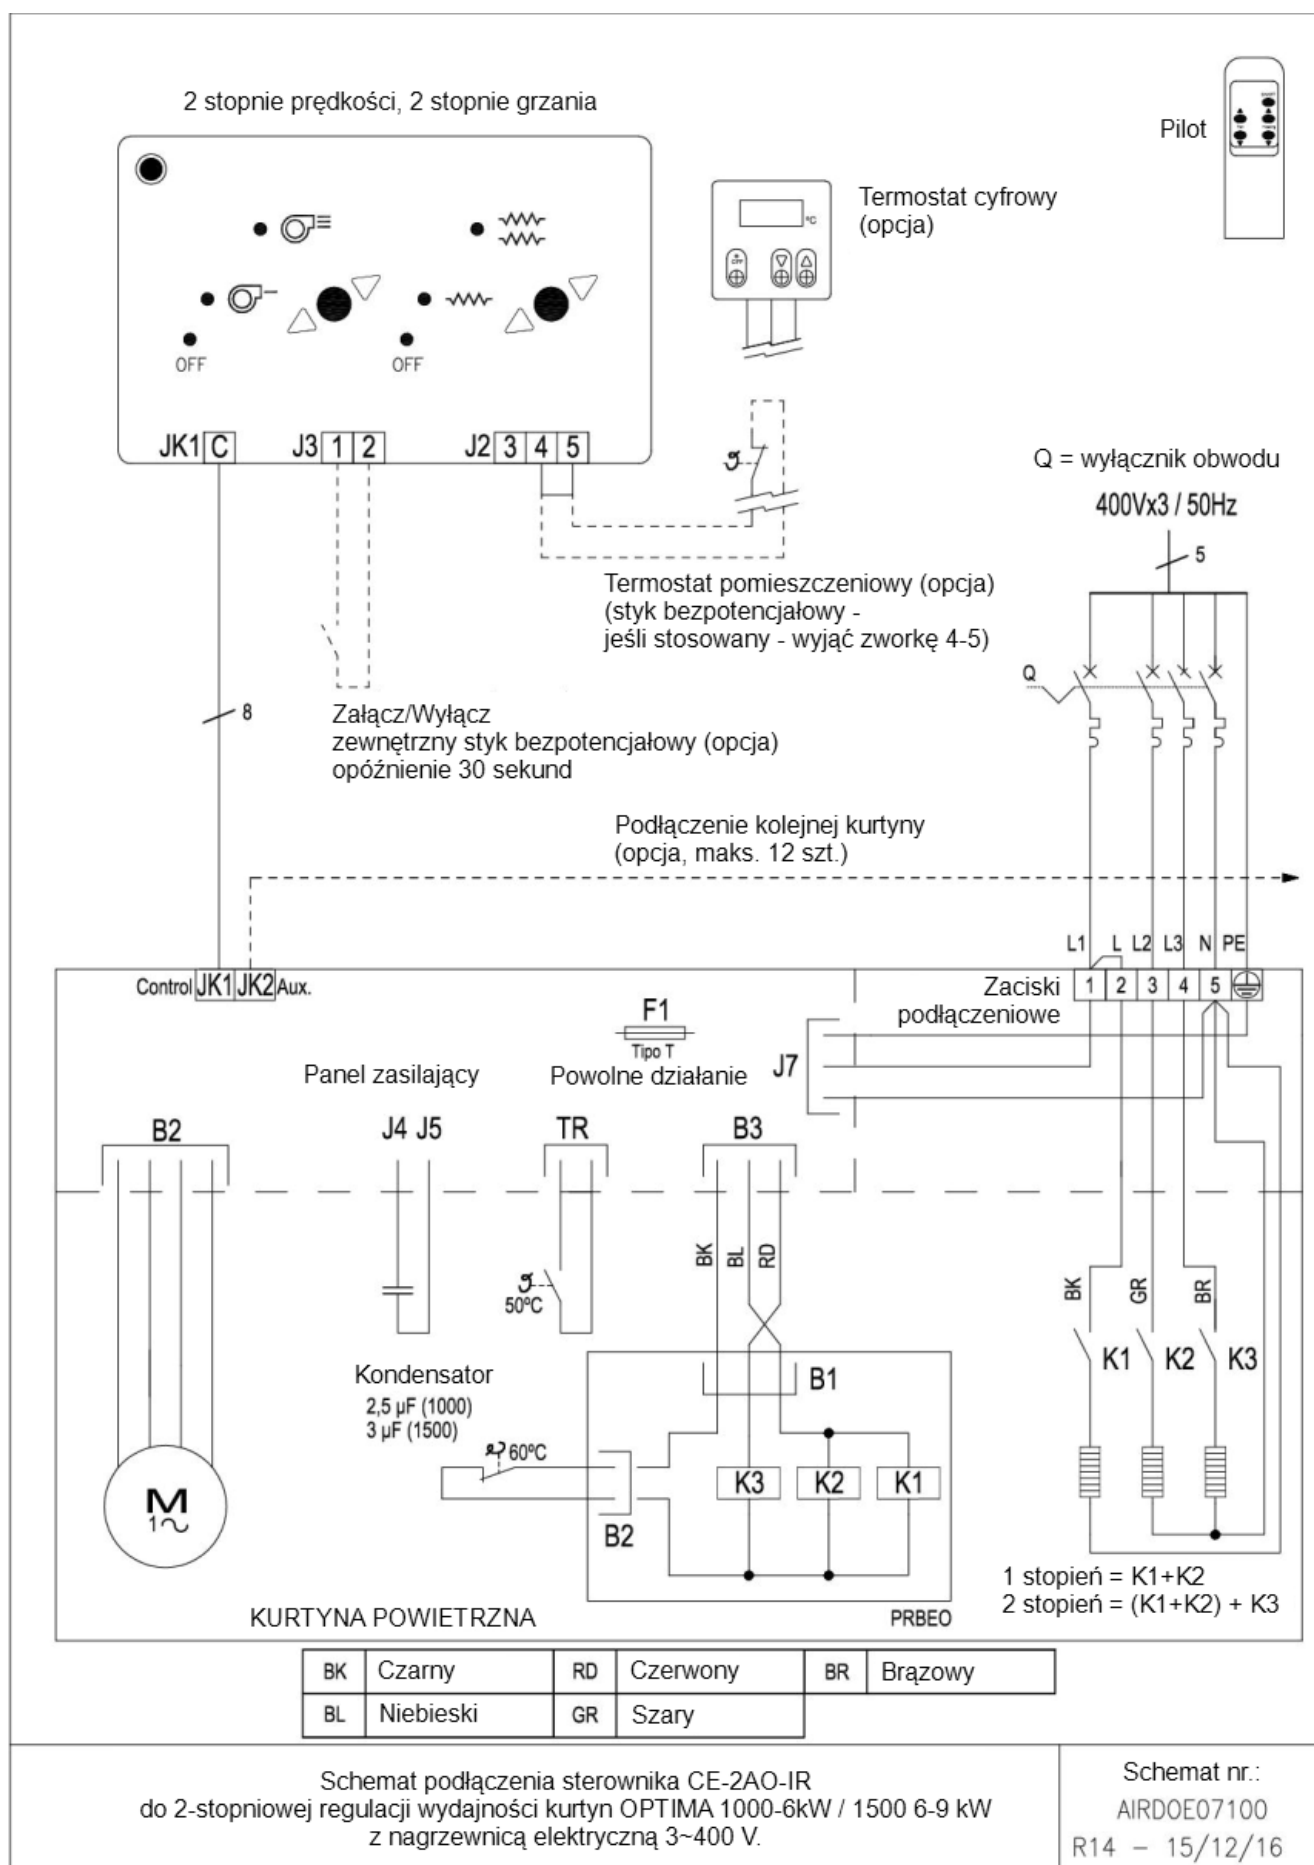 2 stopnie prędkości, 2 stopnie grzania
Pilot
Termostat cyfrowy
(opcja)
°C
OFF
OFF
OFF
JK1 C
J3 1 2
J2 3 4 5
Q = wyłącznik obwodu
400Vx3 / 50Hz
5
Termostat pomieszczeniowy (opcja)
(styk bezpotencjałowy -
jeśli stosowany - wyjąć zworkę 4-5)
Q
8
Załącz/Wyłącz
zewnętrzny styk bezpotencjałowy (opcja)
opóźnienie 30 sekund
Podłączenie kolejnej kurtyny
(opcja, maks. 12 szt.)
L1 L L2 L3 N PE
Control JK1 JK2 Aux.
Zaciski
podłączeniowe
1 2 3 4 5
F1
Tipo T
Powolne działanie
Panel zasilający
J7
B2
J4 J5
TR
B3
BK BL RD
50ºC
BK GR BR
K1 K2 K3
Kondensator
2,5 µF (1000)
3 µF (1500)
B1
60ºC
K3 K2 K1
B2
1 stopień = K1+K2
2 stopień = (K1+K2) + K3
M
1
KURTYNA POWIETRZNA
PRBEO
BK Czarny RD Czerwony BR Brązowy
BL Niebieski GR Szary
Schemat podłączenia sterownika CE-2AO-IR
do 2-stopniowej regulacji wydajności kurtyn OPTIMA 1000-6kW / 1500 6-9 kW
z nagrzewnicą elektryczną 3~400 V.
Schemat nr.:
AIRDOE07100
R14 - 15/12/16